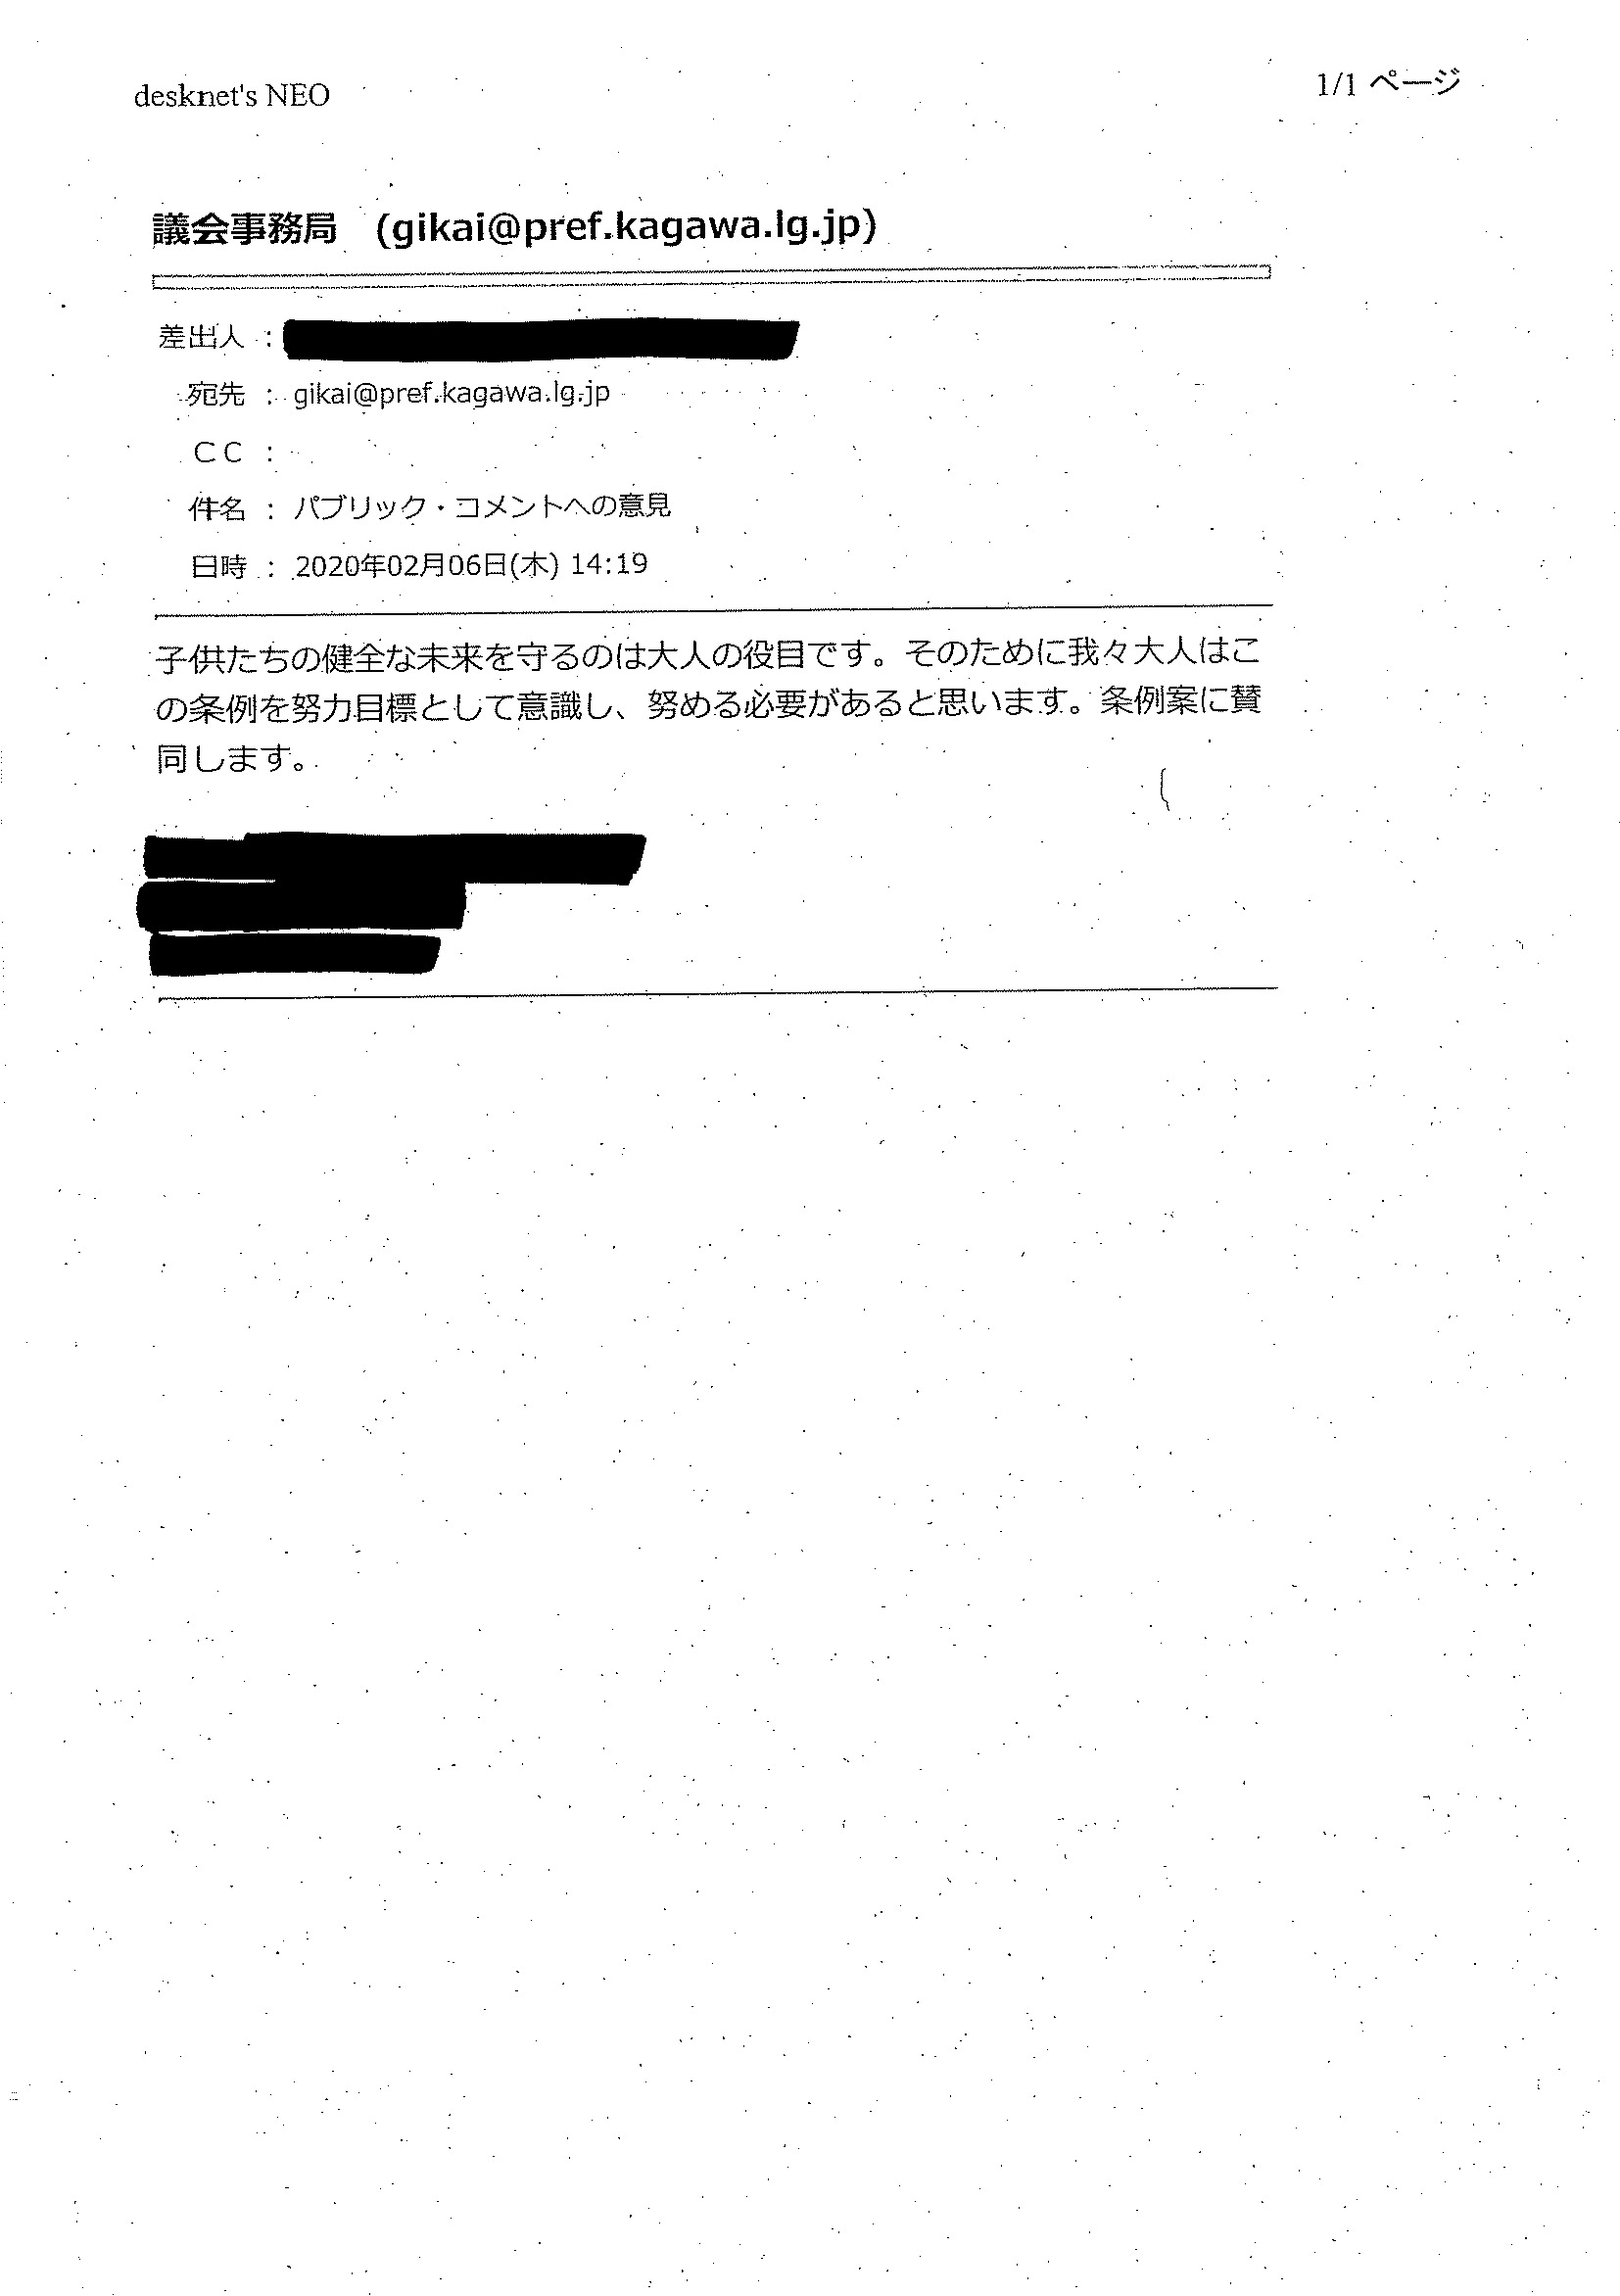 desknet's NEO
1/1 ページ
議会事務局 (gikai@pref.kagawa.lg.jp)
差出人 :
宛先 : gikai@pref.kagawa.lg.jp
ＣＣ :
件名 : パブリック・コメントへの意見
日時 : 2020年02月06日(木) 14:19
子供たちの健全な未来を守るのは大人の役目です。そのために我々大人はこ
の条例を努力目標として意識し、努める必要があると思います。条例案に賛
同します。